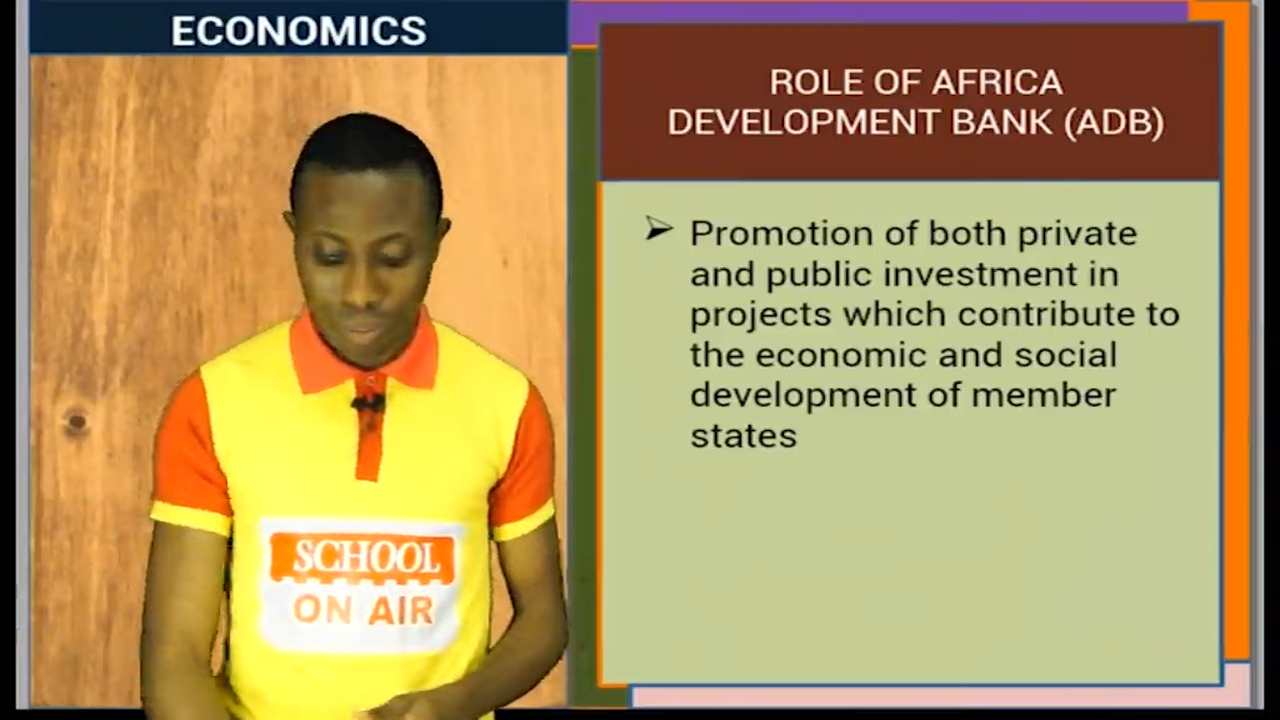 ECONOMICS
ROLE OF AFRICA
DEVELOPMENT BANK (ADB)
➢ Promotion of both private
and public investment in
projects which contribute to
the economic and social
development of member
states
SCHOOL
ON AIR